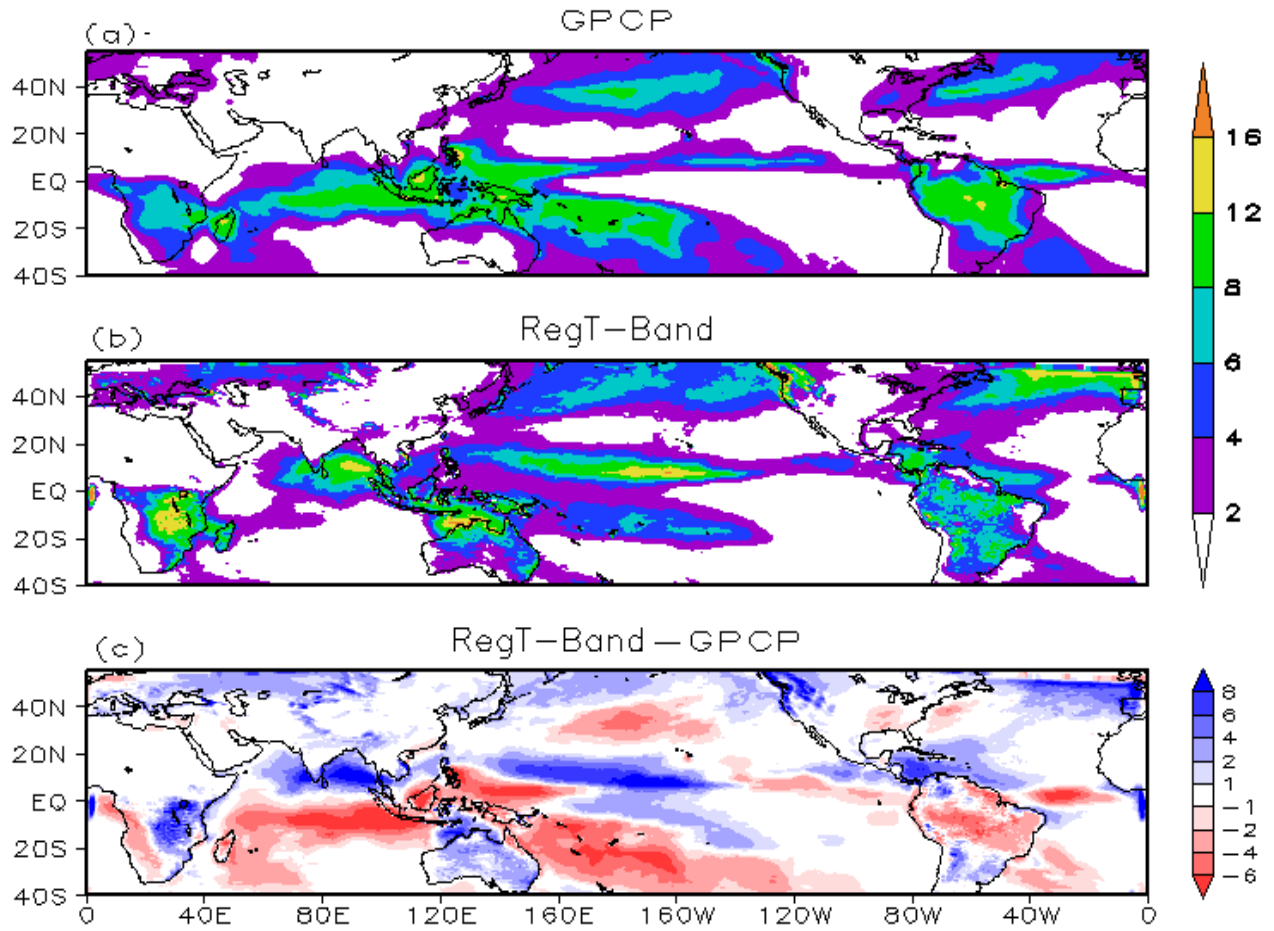 GPCP
(a)-
40N
20N
EQ
20S
40S
16
12
8
6
4
2
RegT-Band
(b)
40N
20N
EQ
20S
40S
RegT-Band-GPCP
(c)
40N
20N
EQ
20S
40S
0 40E 80E 120E 160E 160W 120W 80W 40W 0
8
6
4
2
1
-1
-2
-4
-6